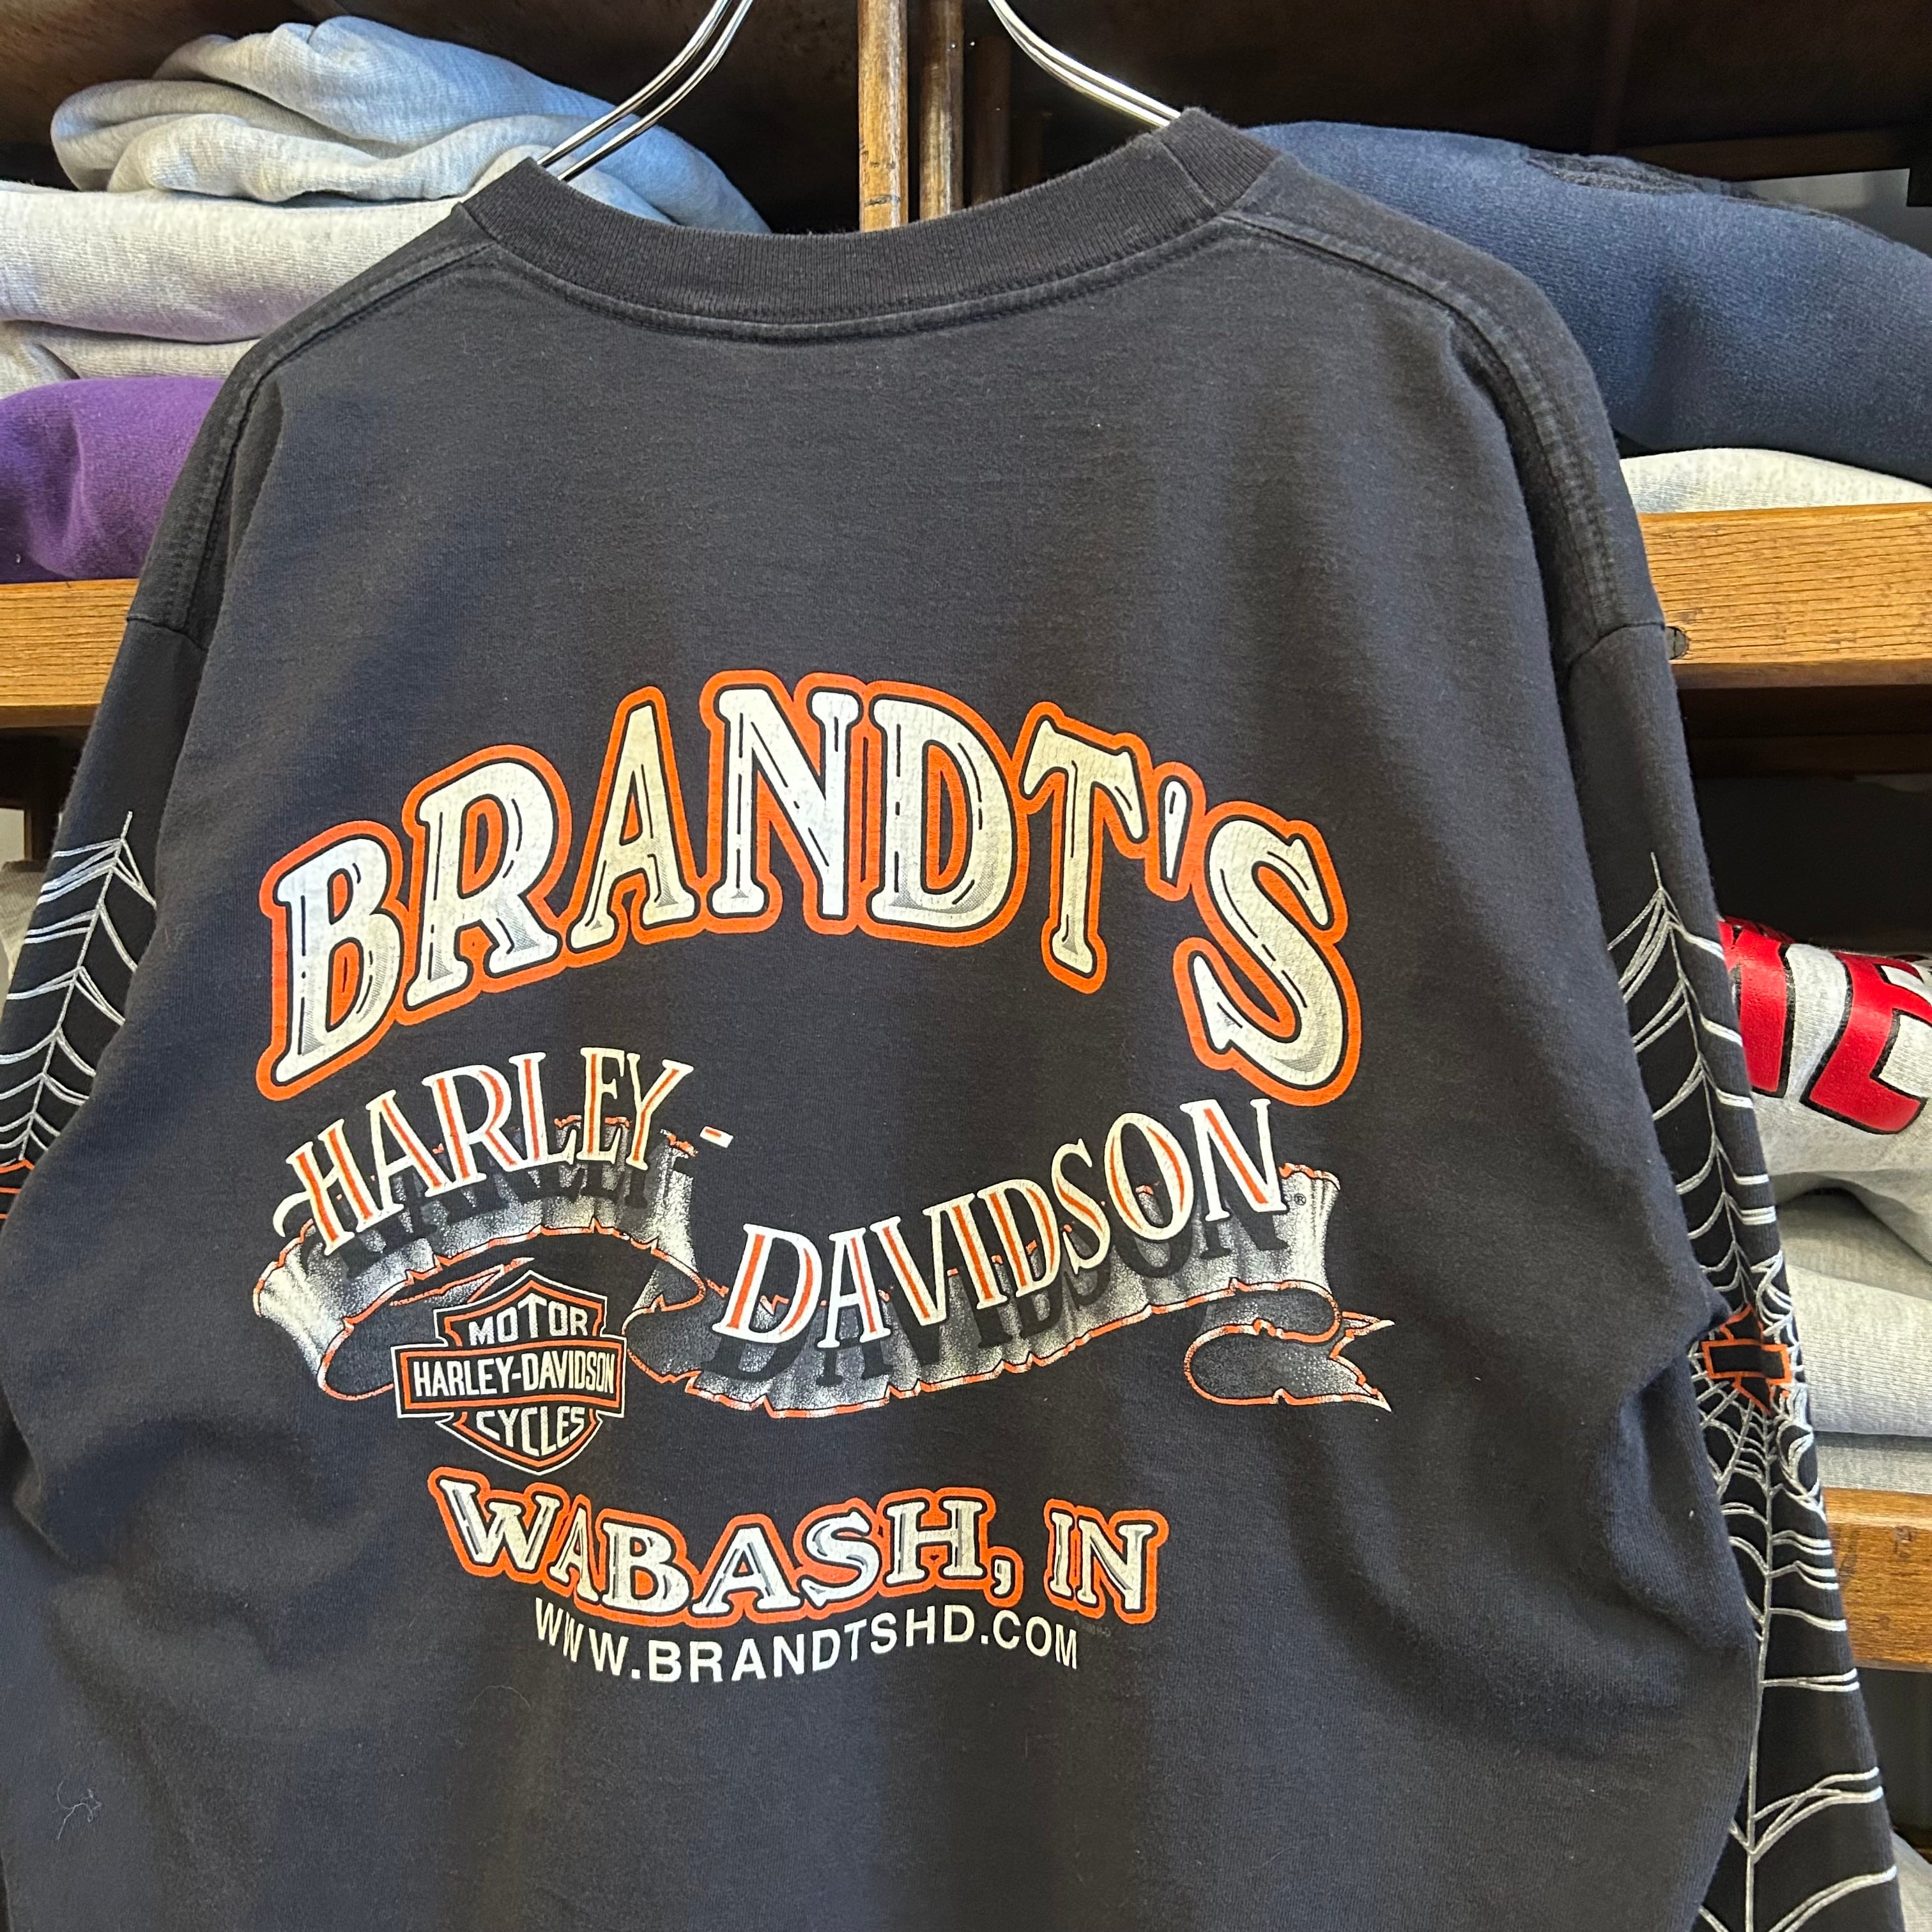 BRANDT'S
HARLEY-
DAVIDSON
®
MOTOR
HARLEY-DAVIDSON
CYCLES
WABASH, IN
WWW.BRANDTSHD.COM